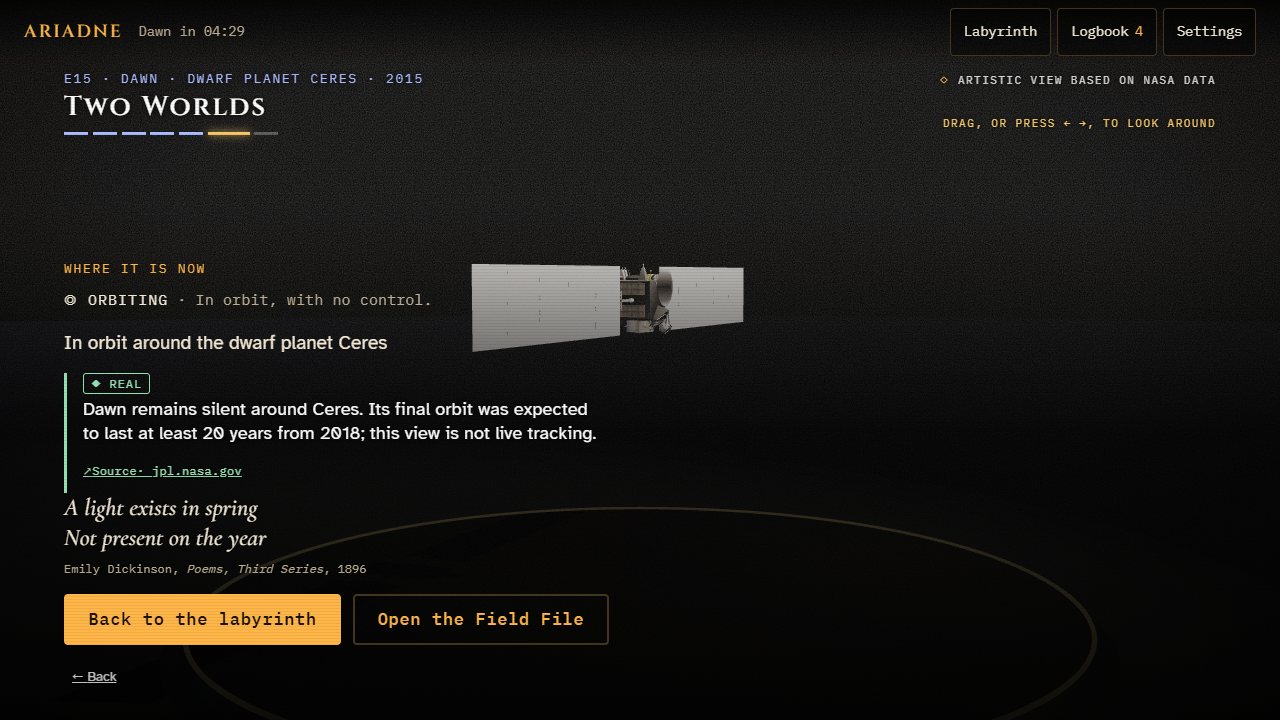 ARIADNE Dawn in 04:29
Labyrinth
Logbook 4
Settings
E15 · DAWN · DWARF PLANET CERES · 2015
Two Worlds
◇ ARTISTIC VIEW BASED ON NASA DATA
DRAG, OR PRESS ← →, TO LOOK AROUND
WHERE IT IS NOW
ORBITING · In orbit, with no control.
In orbit around the dwarf planet Ceres
◆ REAL
Dawn remains silent around Ceres. Its final orbit was expected
to last at least 20 years from 2018; this view is not live tracking.
↗Source· jpl.nasa.gov
A light exists in spring
Not present on the year
Emily Dickinson, Poems, Third Series, 1896
Back to the labyrinth
Open the Field File
← Back